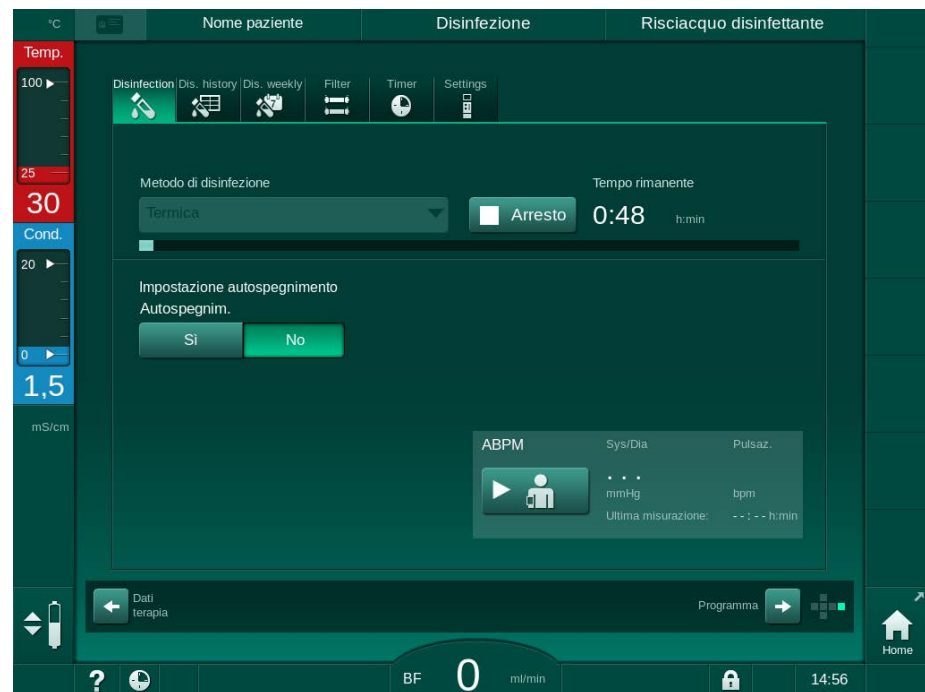 °C
Nome paziente
Disinfezione
Risciacquo disinfettante
Temp.
100
25
30
Cond.
20
0
1,5
mS/cm
Disinfection
Dis. history
Dis. weekly
7
Filter
Timer
Settings
Metodo di disinfezione
Termica
Arresto
Tempo rimanente
0:48 h:min
Impostazione autospegnimento
Autospegnim.
Sì
No
ABPM
Sys/Dia
Pulsaz.
. . .
mmHg
bpm
Ultima misurazione: --:-- h:min
Dati
terapia
Programma
Home
?
BF 0 ml/min
14:56